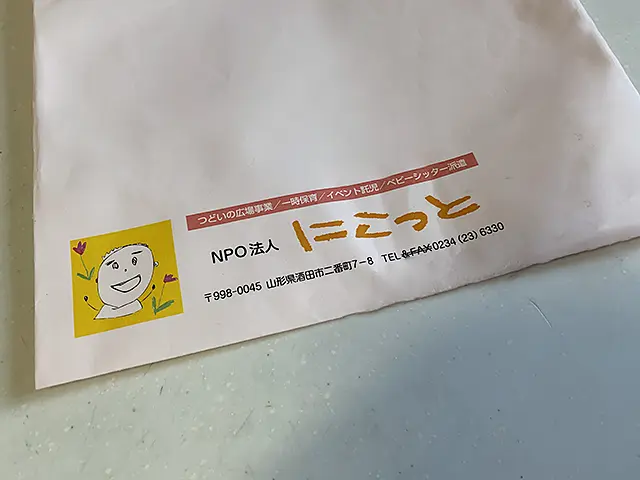 つどいの広場事業/一時保育/イベント託児/ベビーシッター派遣
NPO法人 にこっと
〒998-0045 山形県酒田市二番町7-8 TEL&FAX0234(23)6330